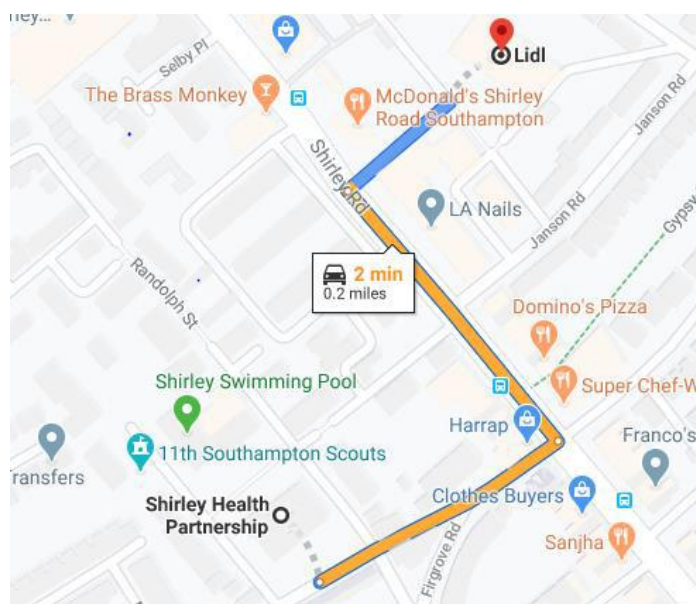 ney...
Selby Pl
Lidl
The Brass Monkey
McDonald's Shirley
Road Southampton
Janson Rd
Shirley Rd
LA Nails
Gypsy
Janson Rd
2 min
0.2 miles
Randolph St
Domino's Pizza
Shirley Swimming Pool
Super Chef-W
Harrap
Franco's
11th Southampton Scouts
ransfers
Clothes Buyers
Shirley Health
Partnership
Firgrove Rd
Sanjha